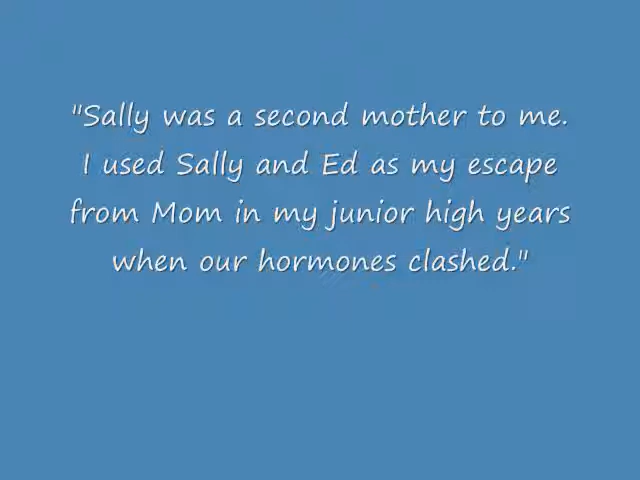 "Sally was a second mother to me.
I used Sally and Ed as my escape
from Mom in my junior high years
when our hormones clashed."